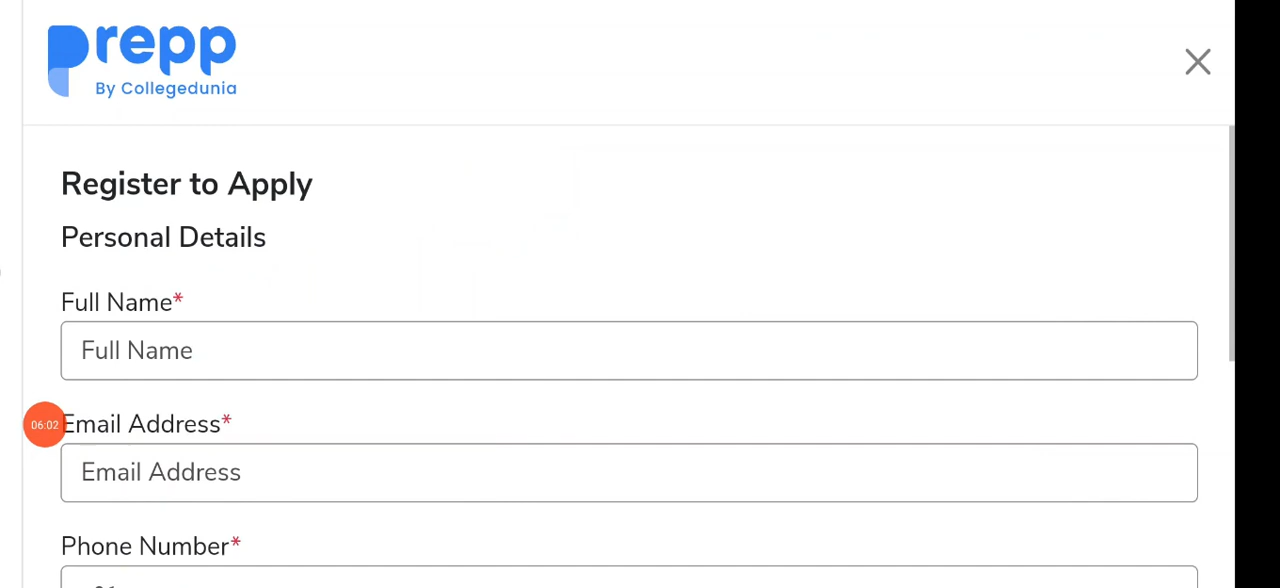 prepp
By Collegedunia
Register to Apply
Personal Details
Full Name*
Full Name
06:02
Email Address*
Email Address
Phone Number*